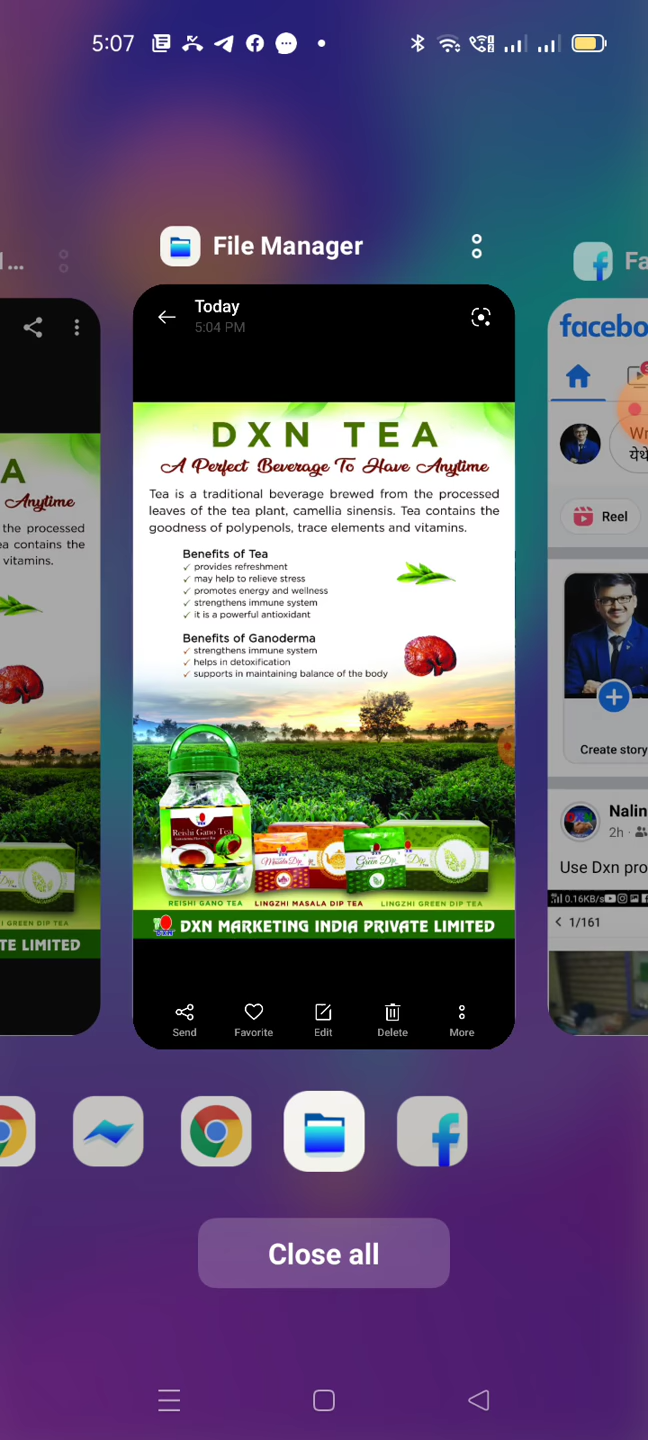 5:07
File Manager
Fa
Today
5:04 PM
facebo
DXN TEA
A Perfect Beverage To Have Anytime
Tea is a traditional beverage brewed from the processed
leaves of the tea plant, camellia sinensis. Tea contains the
goodness of polypenols, trace elements and vitamins.
Benefits of Tea
✓ provides refreshment
✓ may help to relieve stress
✓ promotes energy and wellness
✓ strengthens immune system
✓ it is a powerful antioxidant
Benefits of Ganoderma
✓ strengthens immune system
✓ helps in detoxification
✓ supports in maintaining balance of the body
Reishi Gano Tea
REISHI GANO TEA
LINGZHI MASALA DIP TEA
LINGZHI GREEN DIP TEA
DXN MARKETING INDIA PRIVATE LIMITED
Send
Favorite
Edit
Delete
More
A
Anytime
the processed
ea contains the
vitamins.
I GREEN DIP TEA
TE LIMITED
Wr
येथे
Reel
Create story
Nalin
2h
Use Dxn pro
0.16KB/s
1/161
Close all